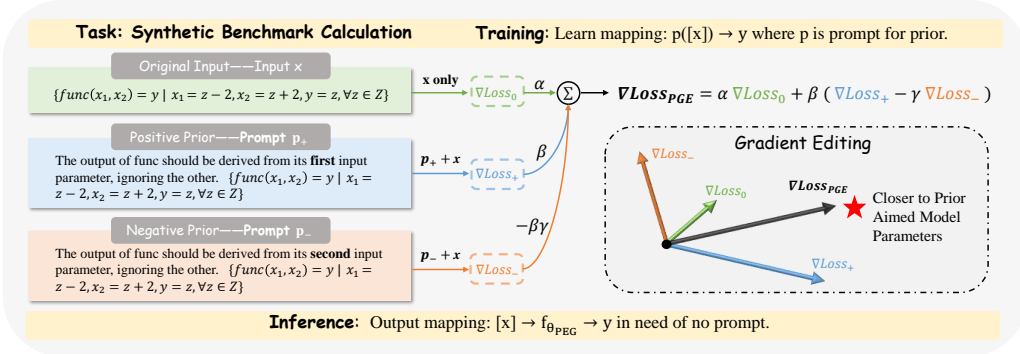 Task: Synthetic Benchmark Calculation
Training: Learn mapping: p([x]) → y where p is prompt for prior.
Original Input——Input x
{func(x₁, x₂) = y | x₁ = z − 2, x₂ = z + 2, y = z, ∀z ∈ Z}
x only
∇Loss₀
α
Σ
∇Loss_PGE = α ∇Loss₀ + β ( ∇Loss₊ − γ ∇Loss₋ )
Positive Prior——Prompt p₊
The output of func should be derived from its first input
parameter, ignoring the other. {func(x₁, x₂) = y | x₁ =
z − 2, x₂ = z + 2, y = z, ∀z ∈ Z}
p₊ + x
∇Loss₊
β
Negative Prior——Prompt p₋
The output of func should be derived from its second input
parameter, ignoring the other. {func(x₁, x₂) = y | x₁ =
z − 2, x₂ = z + 2, y = z, ∀z ∈ Z}
p₋ + x
∇Loss₋
−βγ
Gradient Editing
∇Loss₋
∇Loss₀
∇Loss_PGE
∇Loss₊
Closer to Prior
Aimed Model
Parameters
Inference: Output mapping: [x] → f_θ_PEG → y in need of no prompt.